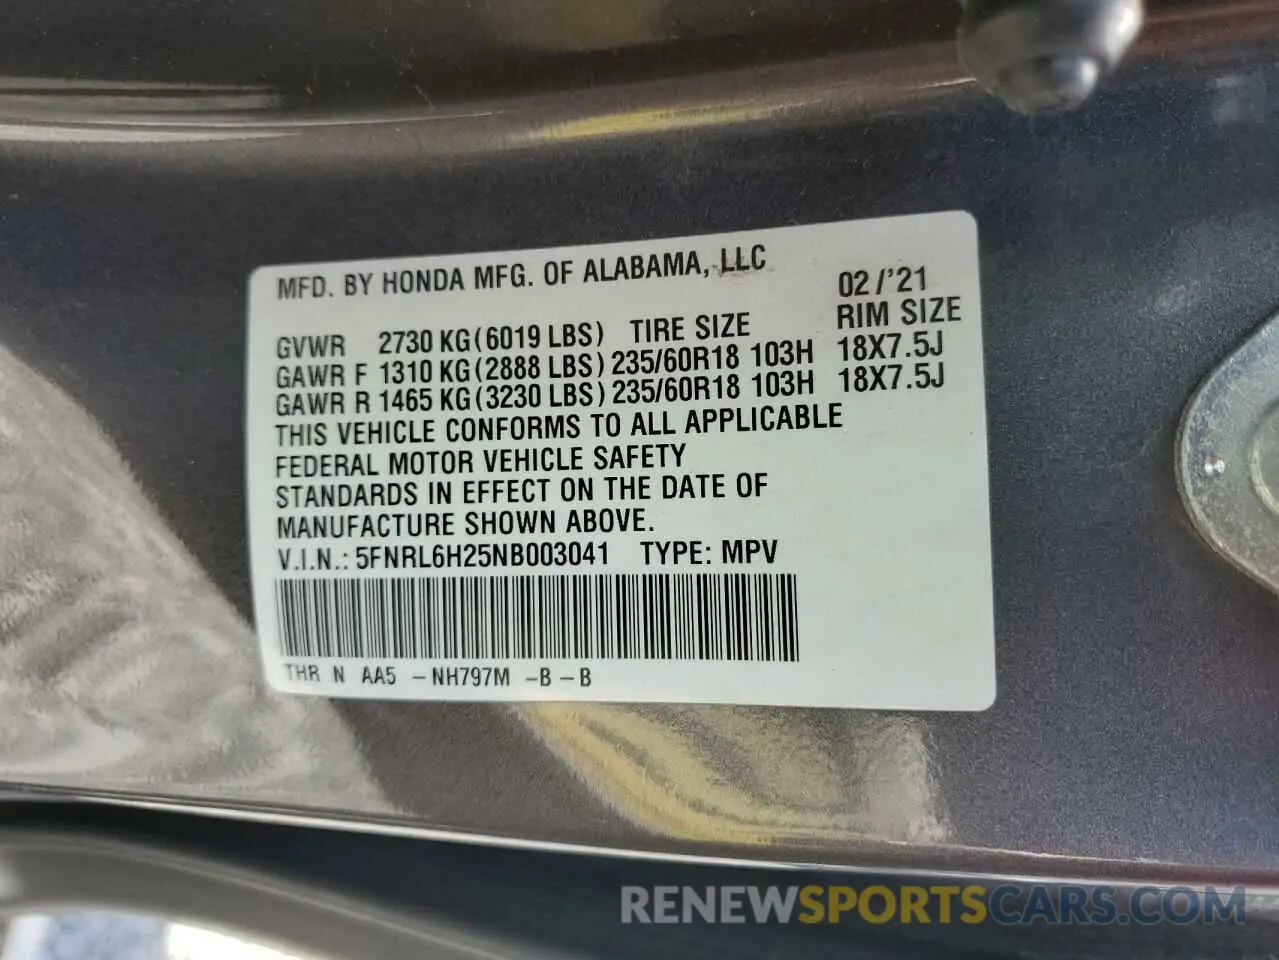 MFD. BY HONDA MFG. OF ALABAMA, LLC 02/'21
GVWR 2730 KG(6019 LBS) TIRE SIZE RIM SIZE
GAWR F 1310 KG(2888 LBS) 235/60R18 103H 18X7.5J
GAWR R 1465 KG(3230 LBS) 235/60R18 103H 18X7.5J
THIS VEHICLE CONFORMS TO ALL APPLICABLE
FEDERAL MOTOR VEHICLE SAFETY
STANDARDS IN EFFECT ON THE DATE OF
MANUFACTURE SHOWN ABOVE.
V.I.N.: 5FNRL6H25NB003041 TYPE: MPV
THR N AA5 -NH797M -B-B
RENEWSPORTSCARS.COM